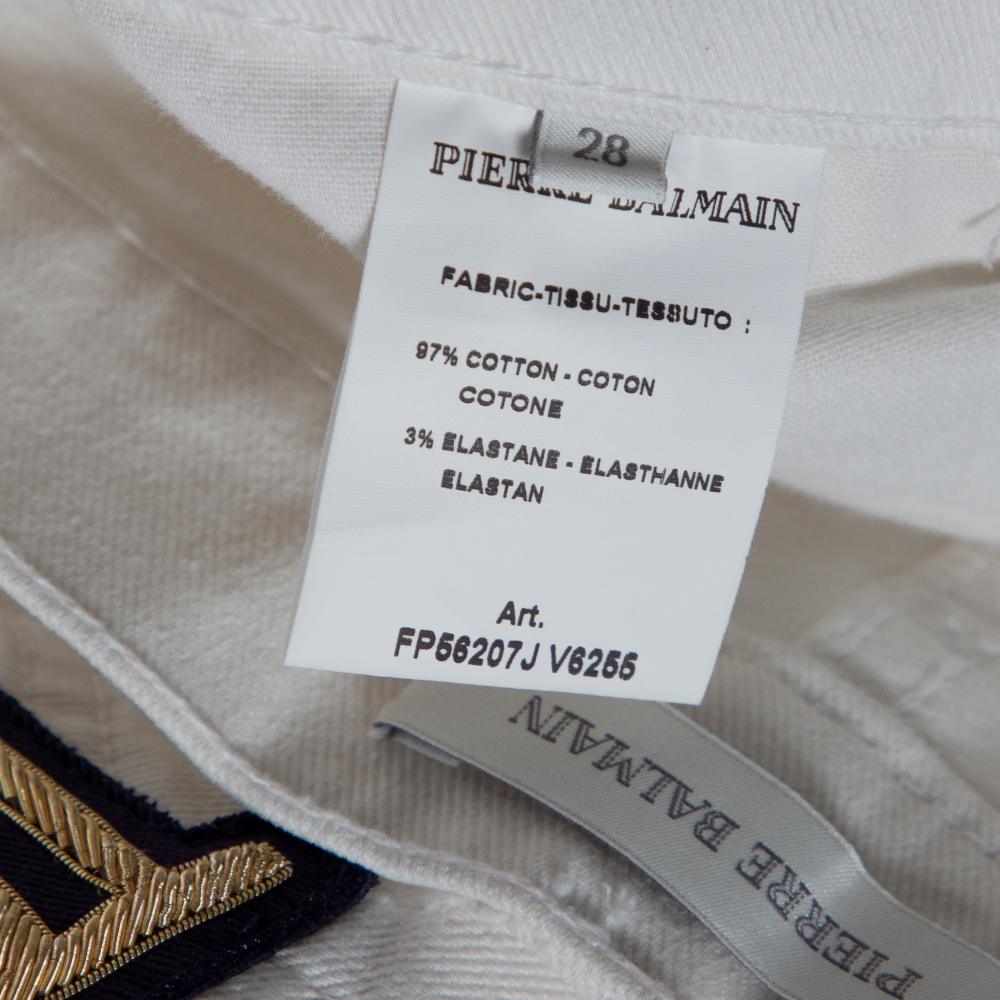 28
PIERRE BALMAIN
FABRIC-TISSU-TESSUTO :
97% COTTON - COTON
COTONE
3% ELASTANE - ELASTHANNE
ELASTAN
Art.
FP56207J V6255
PIERRE BALMAIN